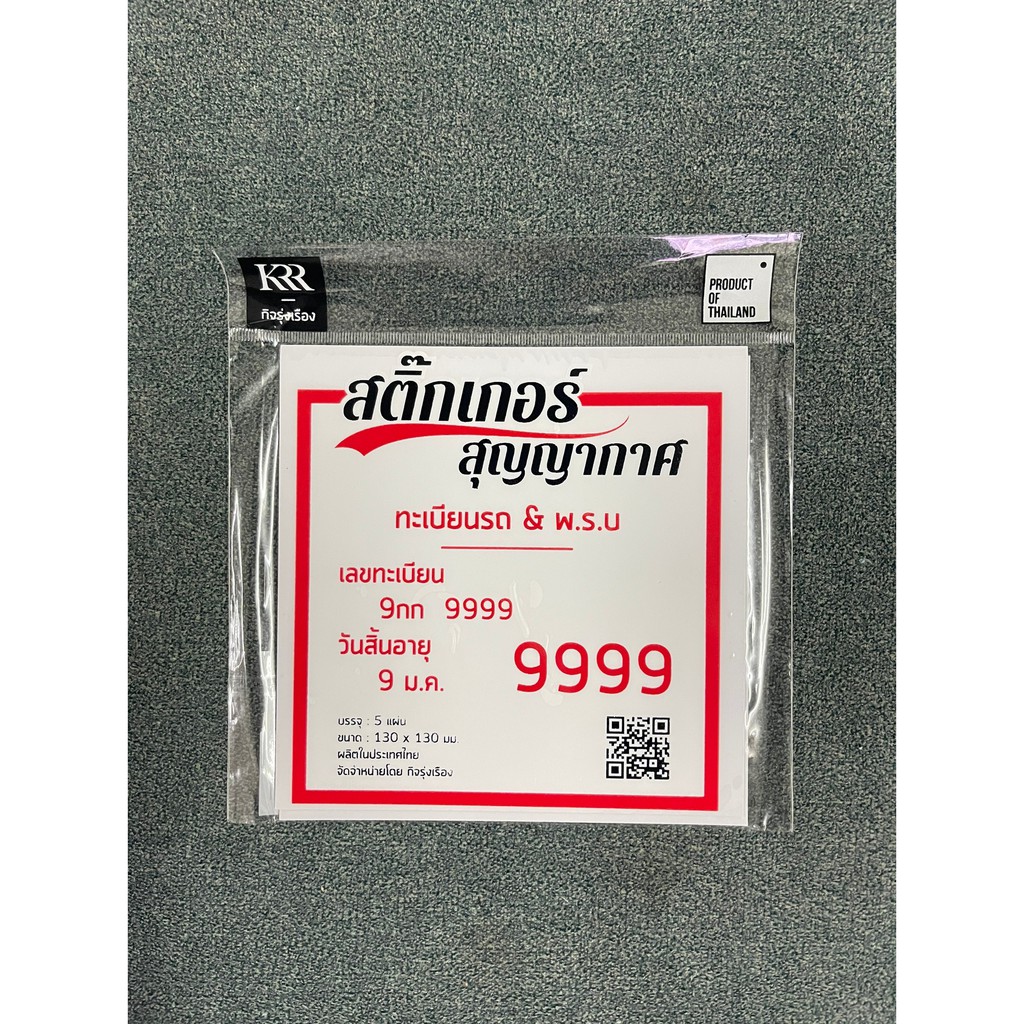 KRR
กิจรุ่งเรือง
PRODUCT
OF
THAILAND
สติ๊กเกอร์
สุญญากาศ
ทะเบียนรถ & พ.ร.บ
เลขทะเบียน
9กก 9999
วันสิ้นอายุ
9 ม.ค.
9999
บรรจุ : 5 แผ่น
ขนาด : 130 x 130 มม.
ผลิตในประเทศไทย
จัดจำหน่ายโดย กิจรุ่งเรือง